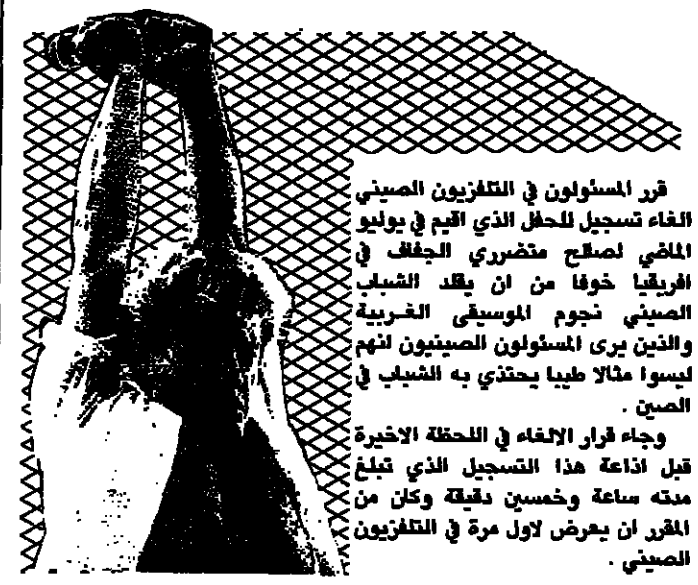 قرر المسئولون في التلفزيون الصيني
الغاء تسجيل للحفل الذي اقيم في يوليو
الماضي لصالح متضرري الجفاف في
افريقيا خوفا من ان يقلد الشباب
الصيني نجوم الموسيقى الغربية
والذين يرى المسئولون الصينيون انهم
ليسوا مثالا طيبا يحتذي به الشباب في
الصين .
وجاء قرار الالغاء في اللحظة الاخيرة
قبل اذاعة هذا التسجيل الذي تبلغ
مدته ساعة وخمسين دقيقة وكان من
المقرر ان يعرض لاول مرة في التلفزيون
الصيني .